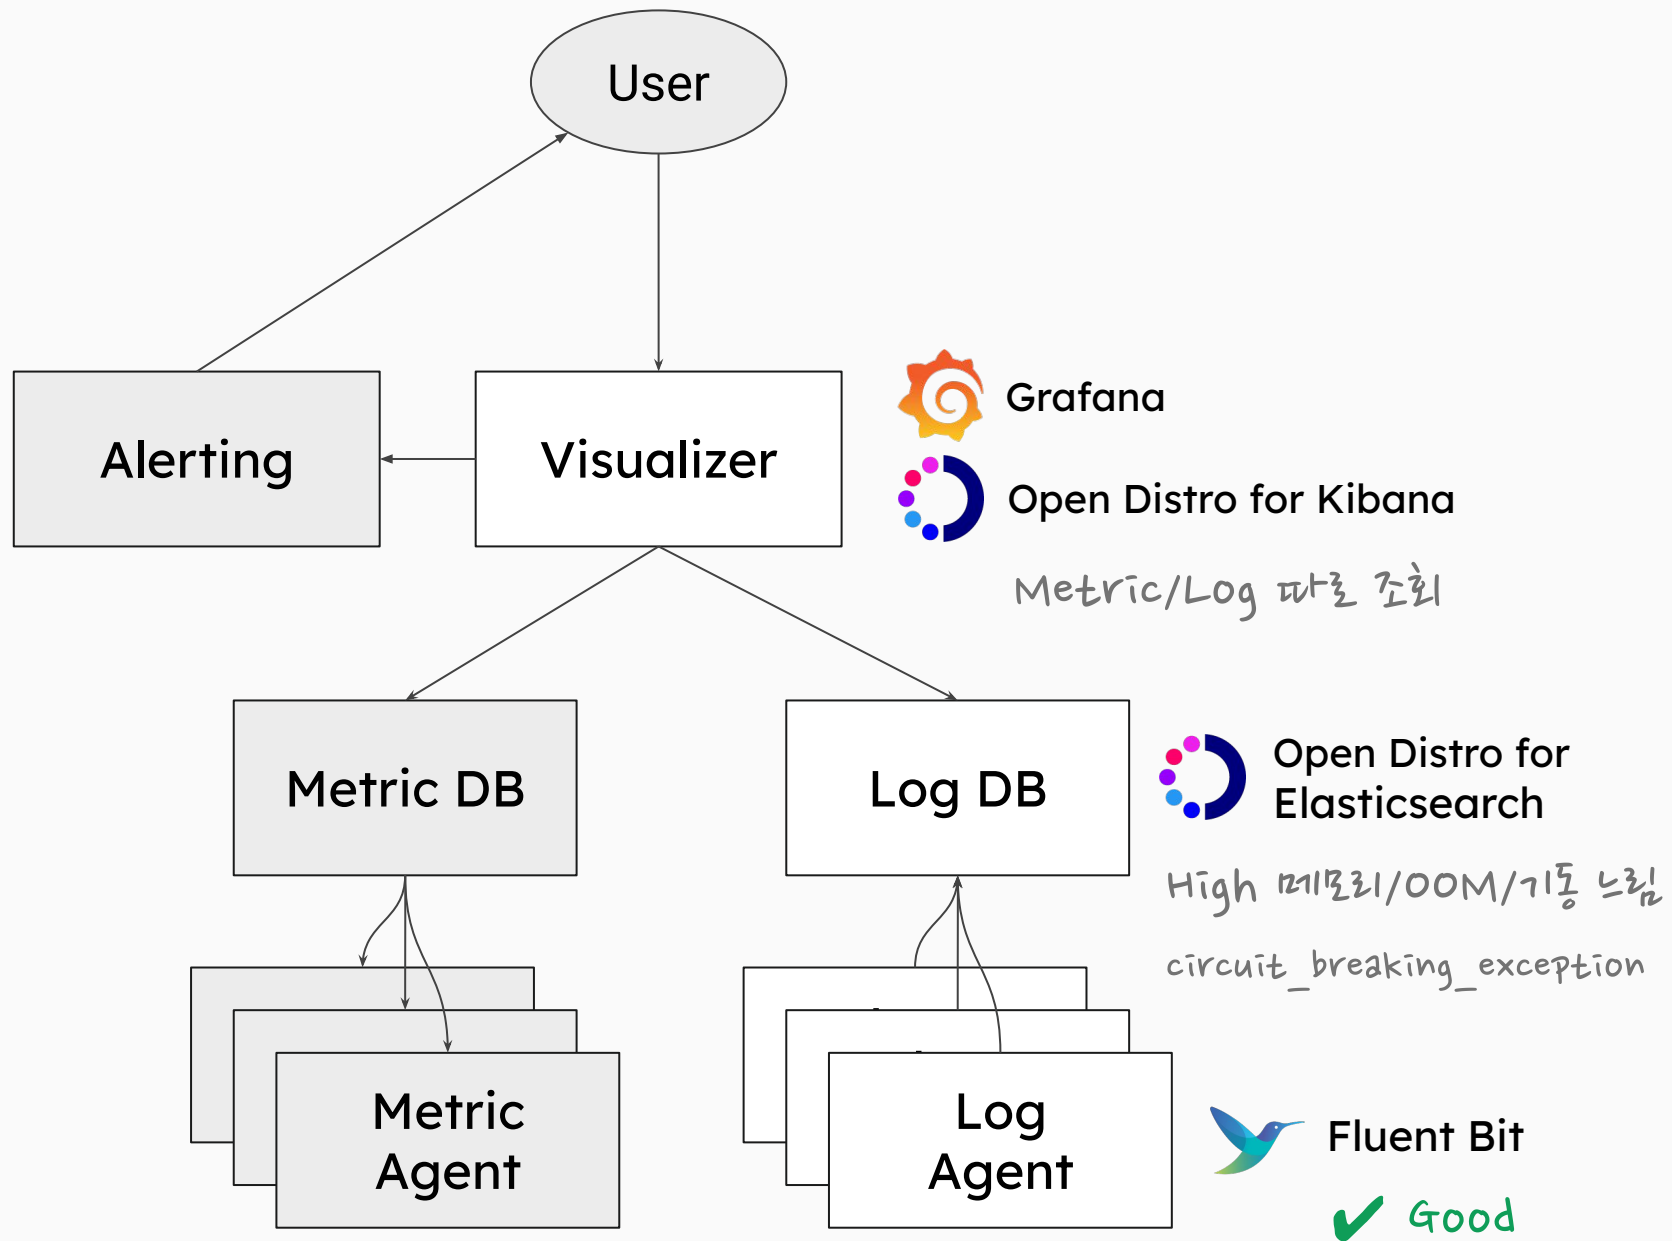 User
Alerting
Visualizer
Grafana
Open Distro for Kibana
Metric/Log 따로 조회
Metric DB
Log DB
Open Distro for
Elasticsearch
High 메모리/OOM/기동 느림
circuit_breaking_exception
Metric
Agent
Log
Agent
Fluent Bit
✔ Good